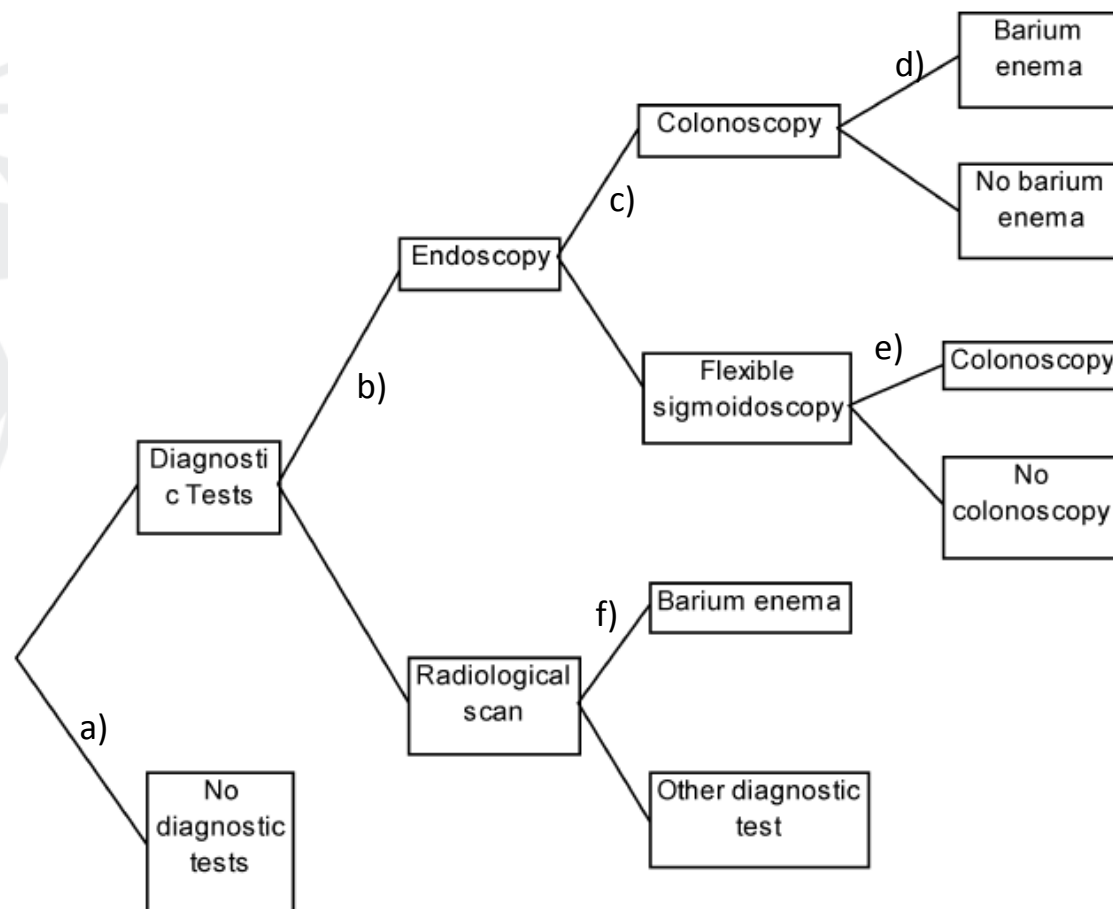 Barium
enema
d)
Colonoscopy
No barium
enema
c)
Endoscopy
e)
Colonoscopy
Flexible
sigmoidoscopy
b)
Diagnosti
c Tests
No
colonoscopy
f)
Barium enema
Radiological
scan
a)
No
diagnostic
tests
Other diagnostic
test